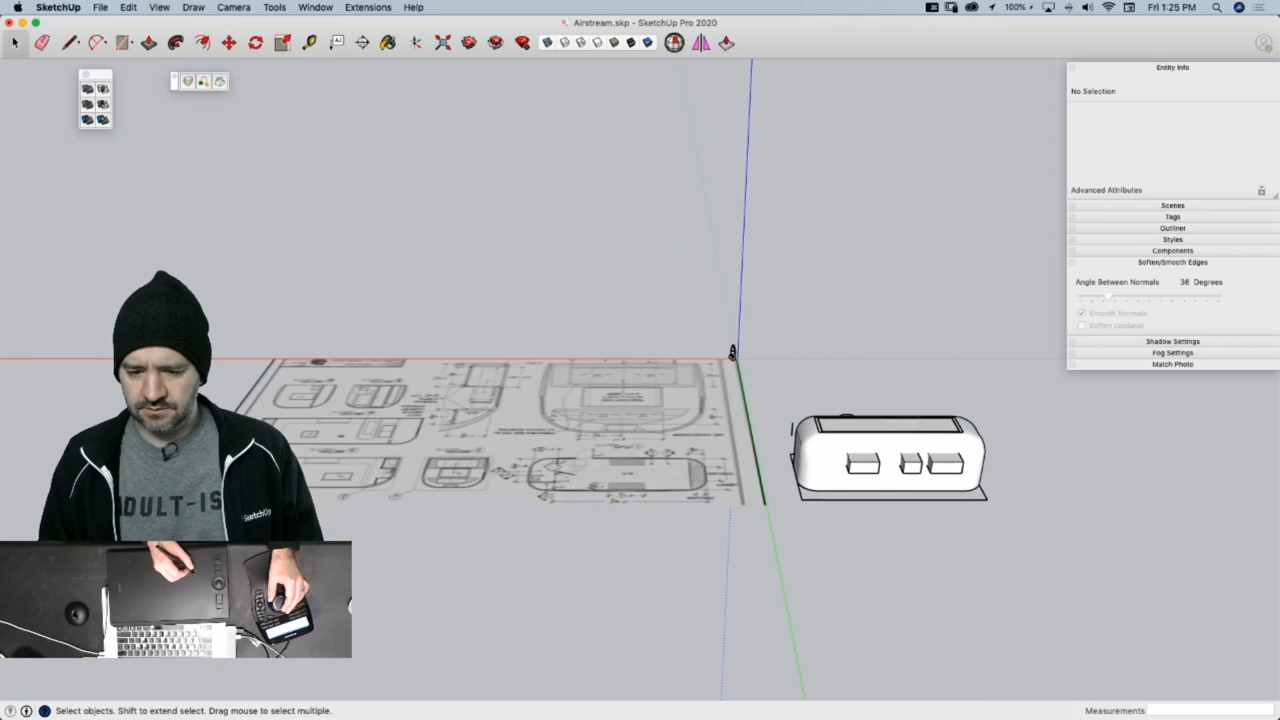 SketchUp File Edit View Draw Camera Tools Window Extensions Help
100% Fri 1:25 PM
Airstream.skp - SketchUp Pro 2020
Entity Info
No Selection
Advanced Attributes
Scenes
Tags
Outliner
Styles
Components
Soften/Smooth Edges
Angle Between Normals 36 Degrees
Smooth Normals
Soften coplanar
Shadow Settings
Fog Settings
Match Photo
SketchUp
Select objects. Shift to extend select. Drag mouse to select multiple.
Measurements